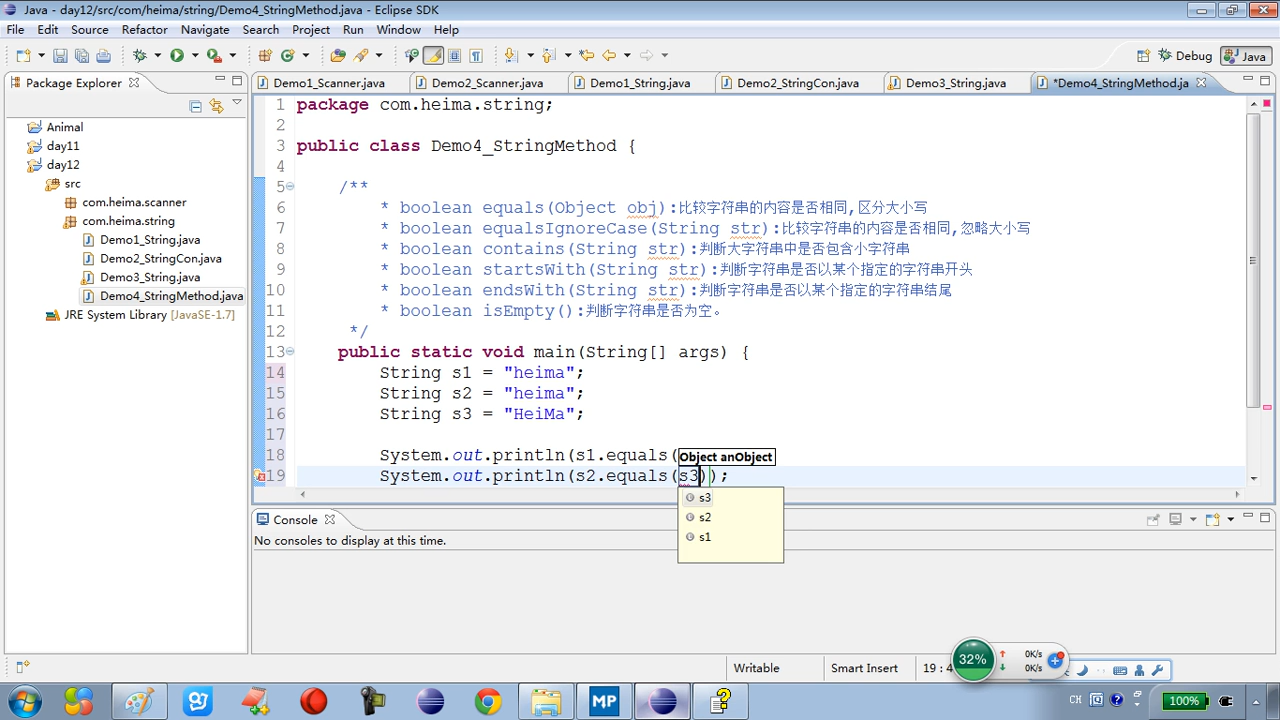 Java - day12/src/com/heima/string/Demo4_StringMethod.java - Eclipse SDK
File Edit Source Refactor Navigate Search Project Run Window Help
Debug Java
Package Explorer
Demo1_Scanner.java Demo2_Scanner.java Demo1_String.java Demo2_StringCon.java Demo3_String.java *Demo4_StringMethod.ja
Animal
day11
day12
src
com.heima.scanner
com.heima.string
Demo1_String.java
Demo2_StringCon.java
Demo3_String.java
Demo4_StringMethod.java
JRE System Library [JavaSE-1.7]
1 package com.heima.string;
2
3 public class Demo4_StringMethod {
4
5 /**
6 * boolean equals(Object obj):比较字符串的内容是否相同,区分大小写
7 * boolean equalsIgnoreCase(String str):比较字符串的内容是否相同,忽略大小写
8 * boolean contains(String str):判断大字符串中是否包含小字符串
9 * boolean startsWith(String str):判断字符串是否以某个指定的字符串开头
10 * boolean endsWith(String str):判断字符串是否以某个指定的字符串结尾
11 * boolean isEmpty():判断字符串是否为空。
12 */
13 public static void main(String[] args) {
14 String s1 = "heima";
15 String s2 = "heima";
16 String s3 = "HeiMa";
17
18 System.out.println(s1.equals(
Object anObject
19 System.out.println(s2.equals(s3));
s3
s2
s1
Console
No consoles to display at this time.
Writable Smart Insert 19 : 4
32% 0K/s
0K/s
MP CH 100%